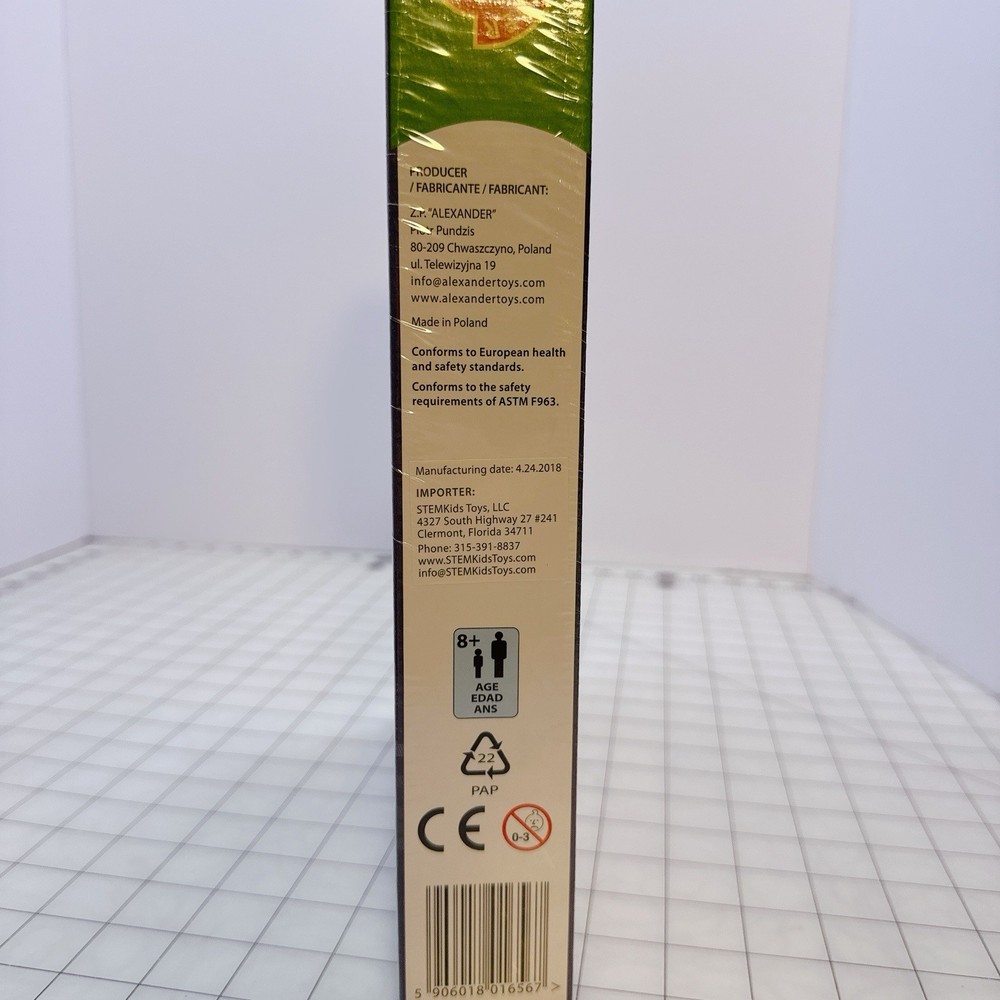 PRODUCER
/ FABRICANTE / FABRICANT:
Z.P. "ALEXANDER"
Piotr Pundzis
80-209 Chwaszczyno, Poland
ul. Telewizyjna 19
info@alexandertoys.com
www.alexandertoys.com
Made in Poland
Conforms to European health
and safety standards.
Conforms to the safety
requirements of ASTM F963.
Manufacturing date: 4.24.2018
IMPORTER:
STEMKids Toys, LLC
4327 South Highway 27 #241
Clermont, Florida 34711
Phone: 315-391-8837
www.STEMKidsToys.com
info@STEMKidsToys.com
8+
AGE
EDAD
ANS
22
PAP
CE
0-3
5 906018 016567 >